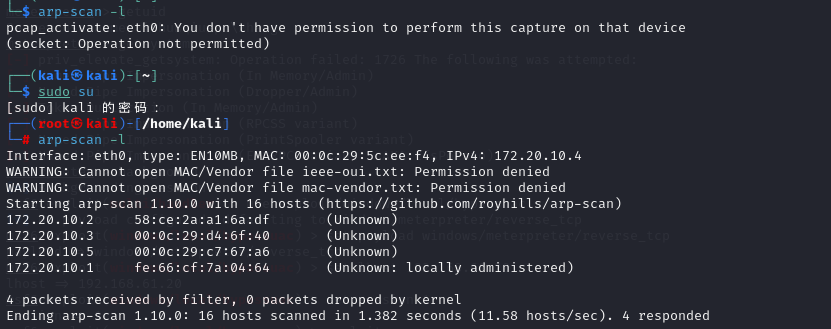 └─$ arp-scan -l
pcap_activate: eth0: You don't have permission to perform this capture on that device
(socket: Operation not permitted)
┌──(kali㉿kali)-[~]
└─$ sudo su
[sudo] kali 的密码：
┌──(root㉿kali)-[/home/kali]
└─# arp-scan -l
Interface: eth0, type: EN10MB, MAC: 00:0c:29:5c:ee:f4, IPv4: 172.20.10.4
WARNING: Cannot open MAC/Vendor file ieee-oui.txt: Permission denied
WARNING: Cannot open MAC/Vendor file mac-vendor.txt: Permission denied
Starting arp-scan 1.10.0 with 16 hosts (https://github.com/royhills/arp-scan)
172.20.10.2 58:ce:2a:a1:6a:df (Unknown)
172.20.10.3 00:0c:29:d4:6f:40 (Unknown)
172.20.10.5 00:0c:29:c7:67:a6 (Unknown)
172.20.10.1 fe:66:cf:7a:04:64 (Unknown: locally administered)
4 packets received by filter, 0 packets dropped by kernel
Ending arp-scan 1.10.0: 16 hosts scanned in 1.382 seconds (11.58 hosts/sec). 4 responded